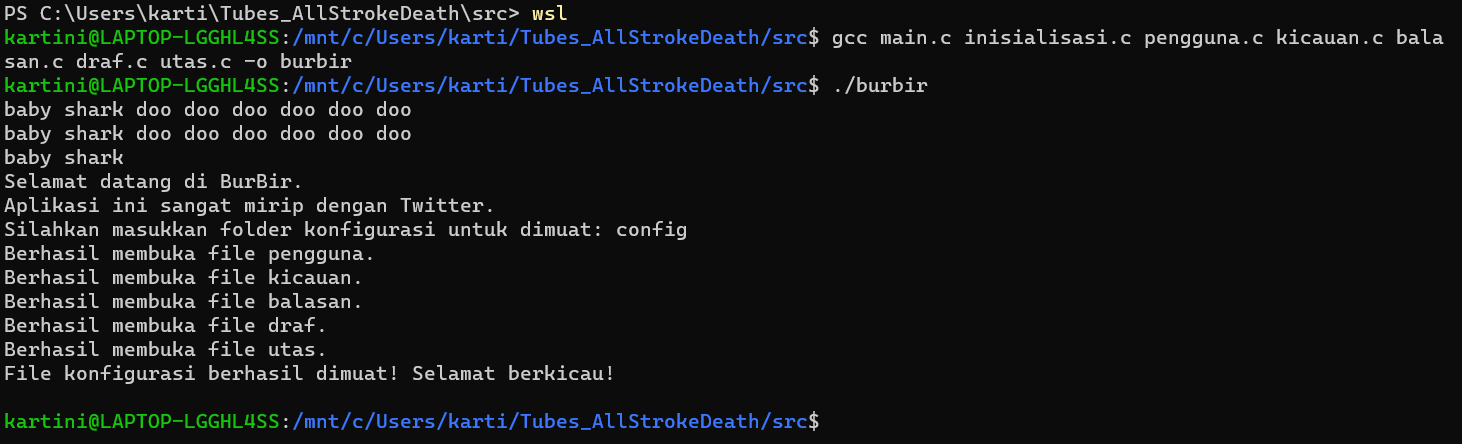 PS C:\Users\karti\Tubes_AllStrokeDeath\src> wsl
kartini@LAPTOP-LGGHL4SS:/mnt/c/Users/karti/Tubes_AllStrokeDeath/src$ gcc main.c inisialisasi.c pengguna.c kicauan.c bala
san.c draf.c utas.c -o burbir
kartini@LAPTOP-LGGHL4SS:/mnt/c/Users/karti/Tubes_AllStrokeDeath/src$ ./burbir
baby shark doo doo doo doo doo doo
baby shark doo doo doo doo doo doo
baby shark
Selamat datang di BurBir.
Aplikasi ini sangat mirip dengan Twitter.
Silahkan masukkan folder konfigurasi untuk dimuat: config
Berhasil membuka file pengguna.
Berhasil membuka file kicauan.
Berhasil membuka file balasan.
Berhasil membuka file draf.
Berhasil membuka file utas.
File konfigurasi berhasil dimuat! Selamat berkicau!
kartini@LAPTOP-LGGHL4SS:/mnt/c/Users/karti/Tubes_AllStrokeDeath/src$